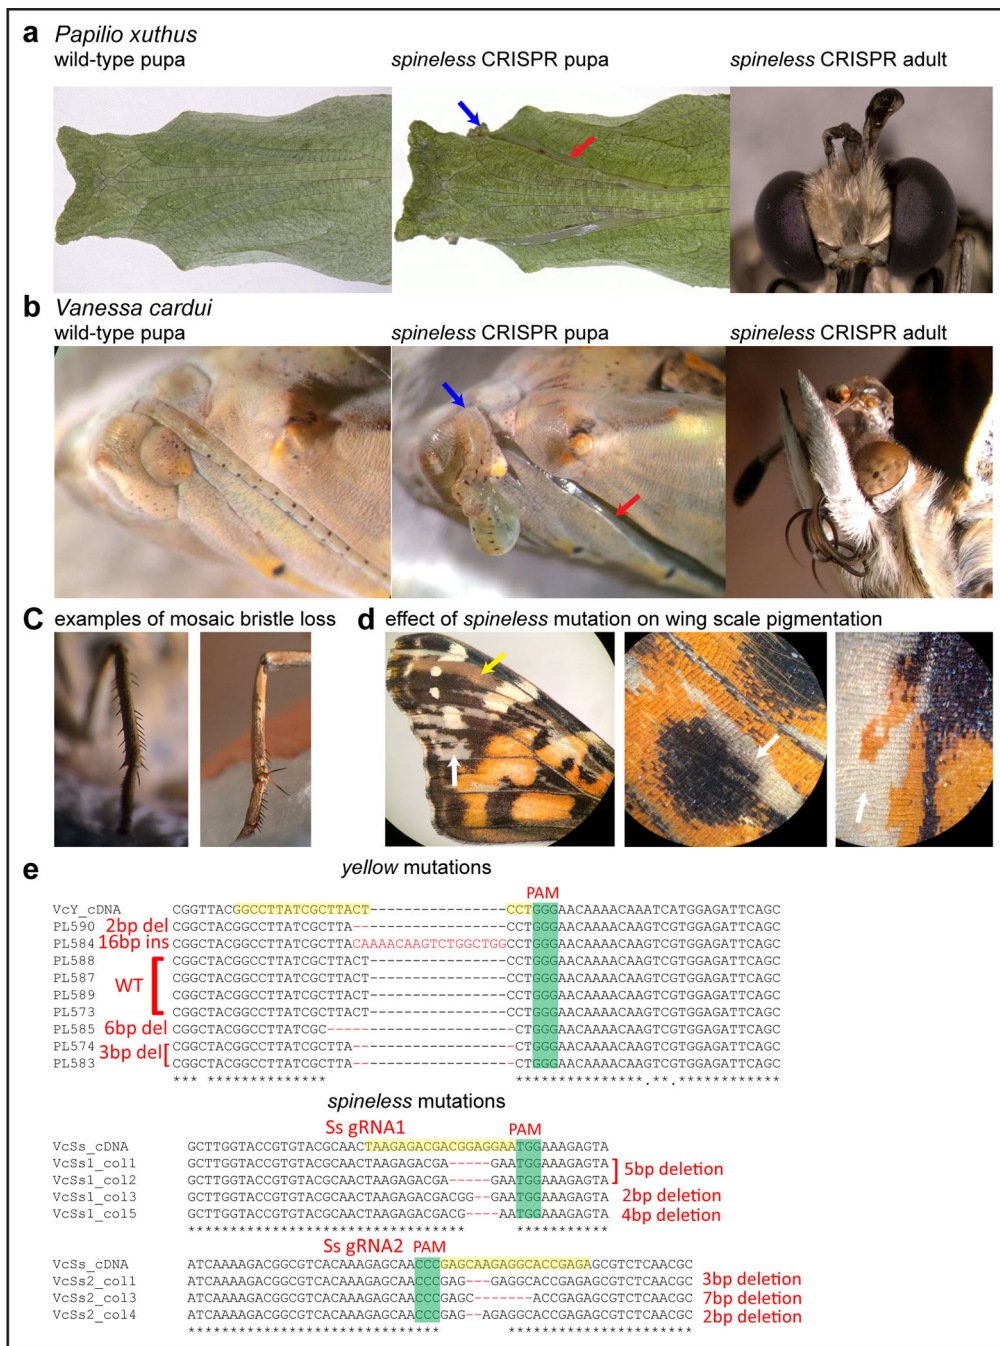 a Papilio xuthus
wild-type pupa spineless CRISPR pupa spineless CRISPR adult
b Vanessa cardui
wild-type pupa spineless CRISPR pupa spineless CRISPR adult
c examples of mosaic bristle loss d effect of spineless mutation on wing scale pigmentation
e yellow mutations
PAM
VcY_cDNA CGGTTACGGCCTTATCGCTTACT----------------CCTGGGAACAAAACAAATCATGGAGATTCAGC
PL590 2bp del CGGCTACGGCCTTATCGCTTA------------------CCTGGGAACAAAACAAGTCGTGGAGATTCAGC
PL584 16bp ins CGGCTACGGCCTTATCGCTTACAAAACAAGTCTGGCTGGCCTGGGAACAAAACAAGTCGTGGAGATTCAGC
PL588 CGGCTACGGCCTTATCGCTTACT----------------CCTGGGAACAAAACAAGTCGTGGAGATTCAGC
PL587 WT CGGCTACGGCCTTATCGCTTACT----------------CCTGGGAACAAAACAAGTCGTGGAGATTCAGC
PL589 CGGCTACGGCCTTATCGCTTACT----------------CCTGGGAACAAAACAAGTCGTGGAGATTCAGC
PL573 CGGCTACGGCCTTATCGCTTACT----------------CCTGGGAACAAAACAAGTCGTGGAGATTCAGC
PL585 6bp del CGGCTACGGCCTTATCGC----------------------CTGGGAACAAAACAAGTCGTGGAGATTCAGC
PL574 3bp del CGGCTACGGCCTTATCGCTTA-------------------CTGGGAACAAAACAAGTCGTGGAGATTCAGC
PL583 CGGCTACGGCCTTATCGCTTA-------------------CTGGGAACAAAACAAGTCGTGGAGATTCAGC
*** ************** ***************.**.************
spineless mutations
Ss gRNA1 PAM
VcSs_cDNA GCTTGGTACCGTGTACGCAACTAAGAGACGACGGAGGAATGGAAAGAGTA
VcSs1_col1 GCTTGGTACCGTGTACGCAACTAAGAGACGA-----GAATGGAAAGAGTA 5bp deletion
VcSs1_col2 GCTTGGTACCGTGTACGCAACTAAGAGACGA-----GAATGGAAAGAGTA
VcSs1_col3 GCTTGGTACCGTGTACGCAACTAAGAGACGACGG--GAATGGAAAGAGTA 2bp deletion
VcSs1_col5 GCTTGGTACCGTGTACGCAACTAAGAGACGACG----AATGGAAAGAGTA 4bp deletion
******************************* ***********
Ss gRNA2 PAM
VcSs_cDNA ATCAAAAGACGGCGTCACAAAGAGCAACCCGAGCAAGAGGCACCGAGAGCGTCTCAACGC
VcSs2_col1 ATCAAAAGACGGCGTCACAAAGAGCAACCCGAG---GAGGCACCGAGAGCGTCTCAACGC 3bp deletion
VcSs2_col3 ATCAAAAGACGGCGTCACAAAGAGCAACCCGAGC-------ACCGAGAGCGTCTCAACGC 7bp deletion
VcSs2_col4 ATCAAAAGACGGCGTCACAAAGAGCAACCCGAG--AGAGGCACCGAGAGCGTCTCAACGC 2bp deletion
****************************** **********************